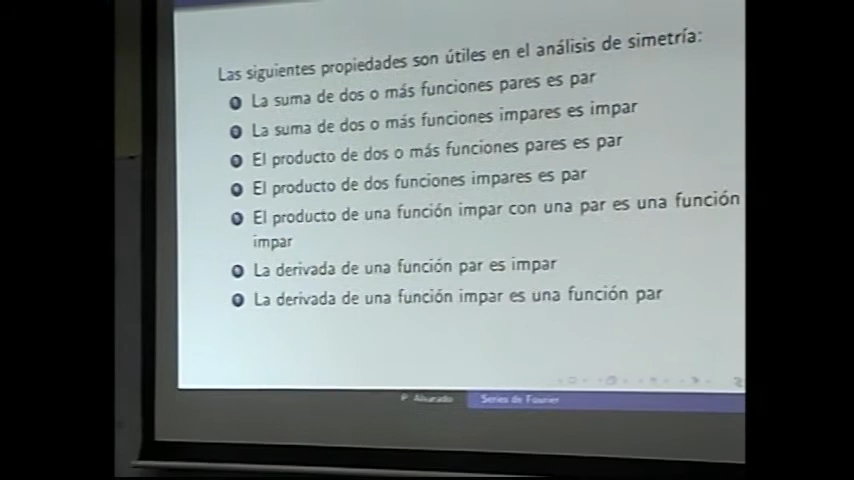 Las siguientes propiedades son útiles en el análisis de simetría:
La suma de dos o más funciones pares es par
La suma de dos o más funciones impares es impar
El producto de dos o más funciones pares es par
El producto de dos funciones impares es par
El producto de una función impar con una par es una función
impar
La derivada de una función par es impar
La derivada de una función impar es una función par
P. Alvarado Series de Fourier